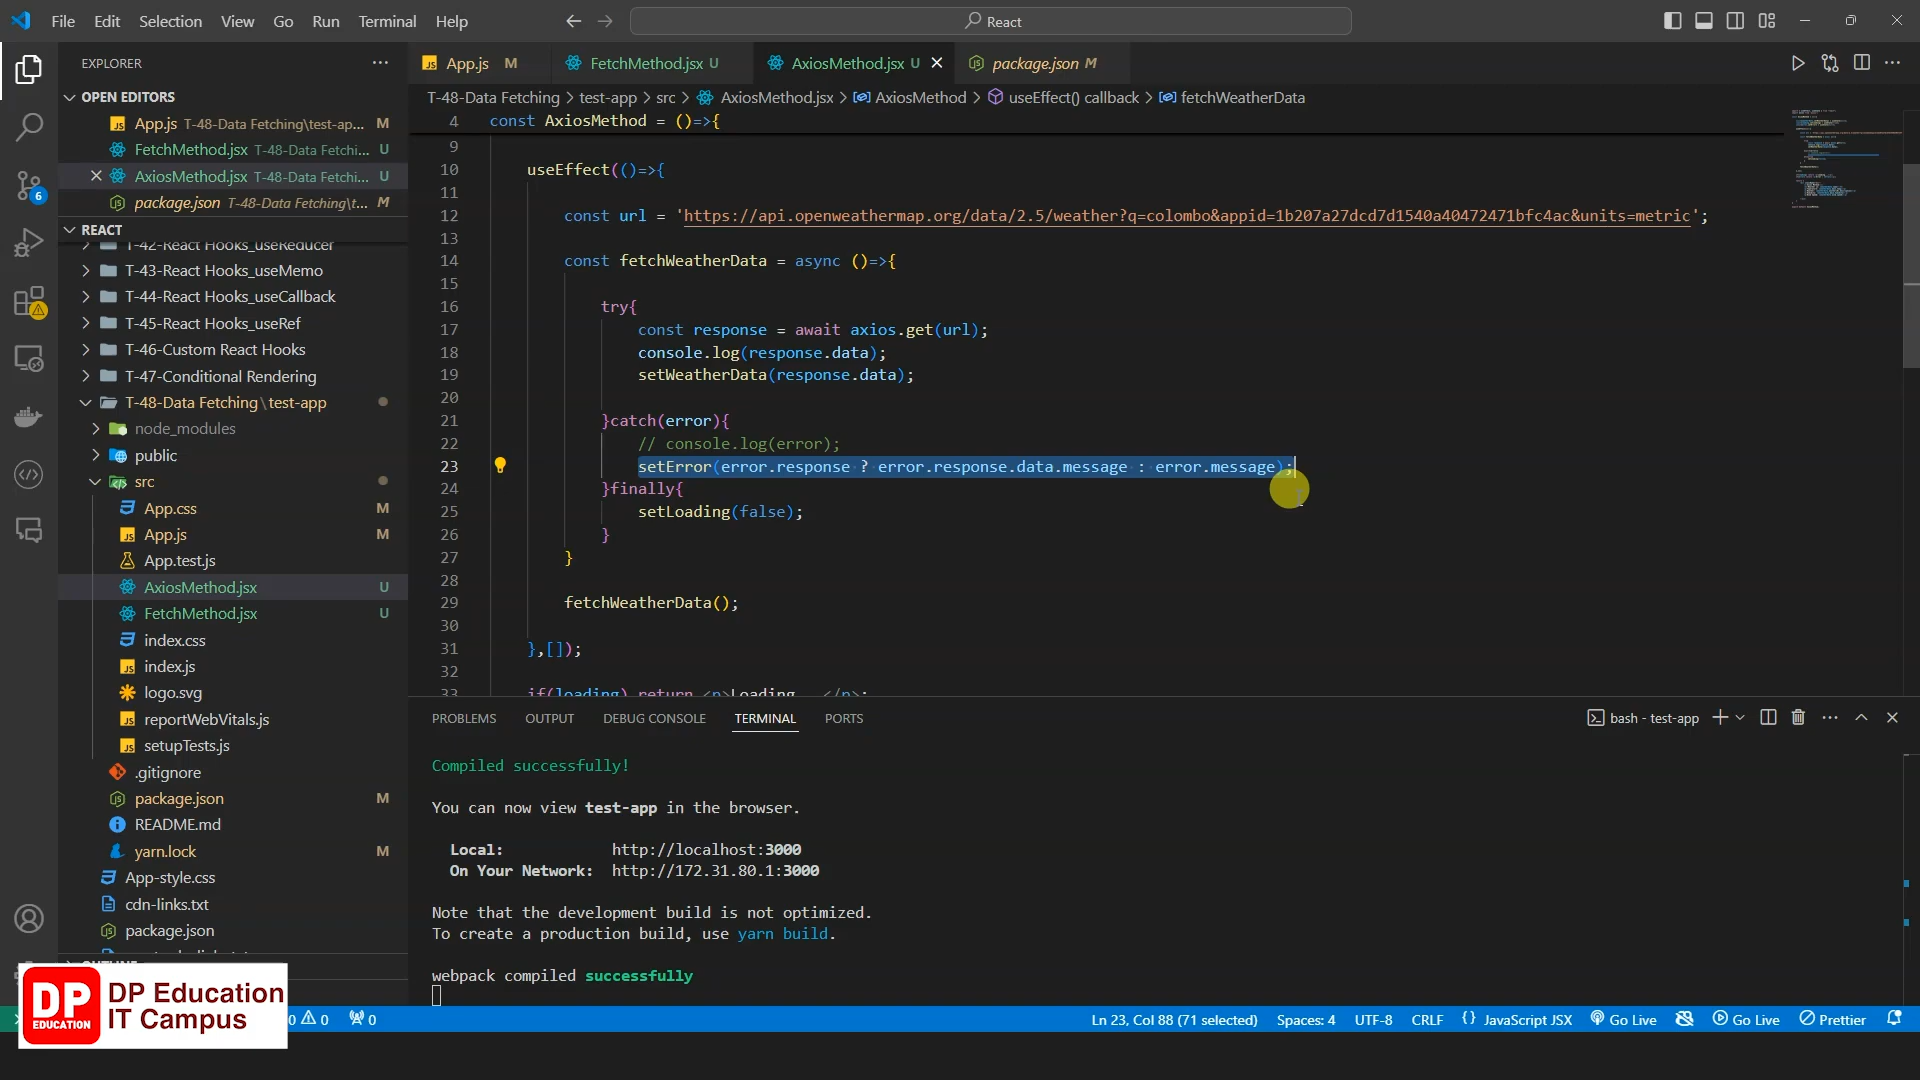 File Edit Selection View Go Run Terminal Help
React
EXPLORER
App.js M
FetchMethod.jsx U
AxiosMethod.jsx U
package.json M
OPEN EDITORS
App.js T-48-Data Fetching\test-ap... M
FetchMethod.jsx T-48-Data Fetchi... U
AxiosMethod.jsx T-48-Data Fetchi... U
package.json T-48-Data Fetching\t... M
REACT
T-42-React Hooks_useReducer
T-43-React Hooks_useMemo
T-44-React Hooks_useCallback
T-45-React Hooks_useRef
T-46-Custom React Hooks
T-47-Conditional Rendering
T-48-Data Fetching\test-app
node_modules
public
src
App.css M
App.js M
App.test.js
AxiosMethod.jsx U
FetchMethod.jsx U
index.css
index.js
logo.svg
reportWebVitals.js
setupTests.js
.gitignore
package.json M
README.md
yarn.lock M
App-style.css
cdn-links.txt
package.json
OUTLINE
6
T-48-Data Fetching > test-app > src > AxiosMethod.jsx > AxiosMethod > useEffect() callback > fetchWeatherData
4 const AxiosMethod = ()=>{
9
10 useEffect(()=>{
11
12 const url = 'https://api.openweathermap.org/data/2.5/weather?q=colombo&appid=1b207a27dcd7d1540a40472471bfc4ac&units=metric';
13
14 const fetchWeatherData = async ()=>{
15
16 try{
17 const response = await axios.get(url);
18 console.log(response.data);
19 setWeatherData(response.data);
20
21 }catch(error){
22 // console.log(error);
23 setError(error.response ? error.response.data.message : error.message);
24 }finally{
25 setLoading(false);
26 }
27 }
28
29 fetchWeatherData();
30
31 },[]);
32
33 if(loading) return <p>Loading...</p>;
PROBLEMS OUTPUT DEBUG CONSOLE TERMINAL PORTS
bash - test-app
Compiled successfully!
You can now view test-app in the browser.
Local: http://localhost:3000
On Your Network: http://172.31.80.1:3000
Note that the development build is not optimized.
To create a production build, use yarn build.
webpack compiled successfully
DP EDUCATION
DP Education
IT Campus
0 0 0
Ln 23, Col 88 (71 selected) Spaces: 4 UTF-8 CRLF {} JavaScript JSX Go Live Go Live Prettier